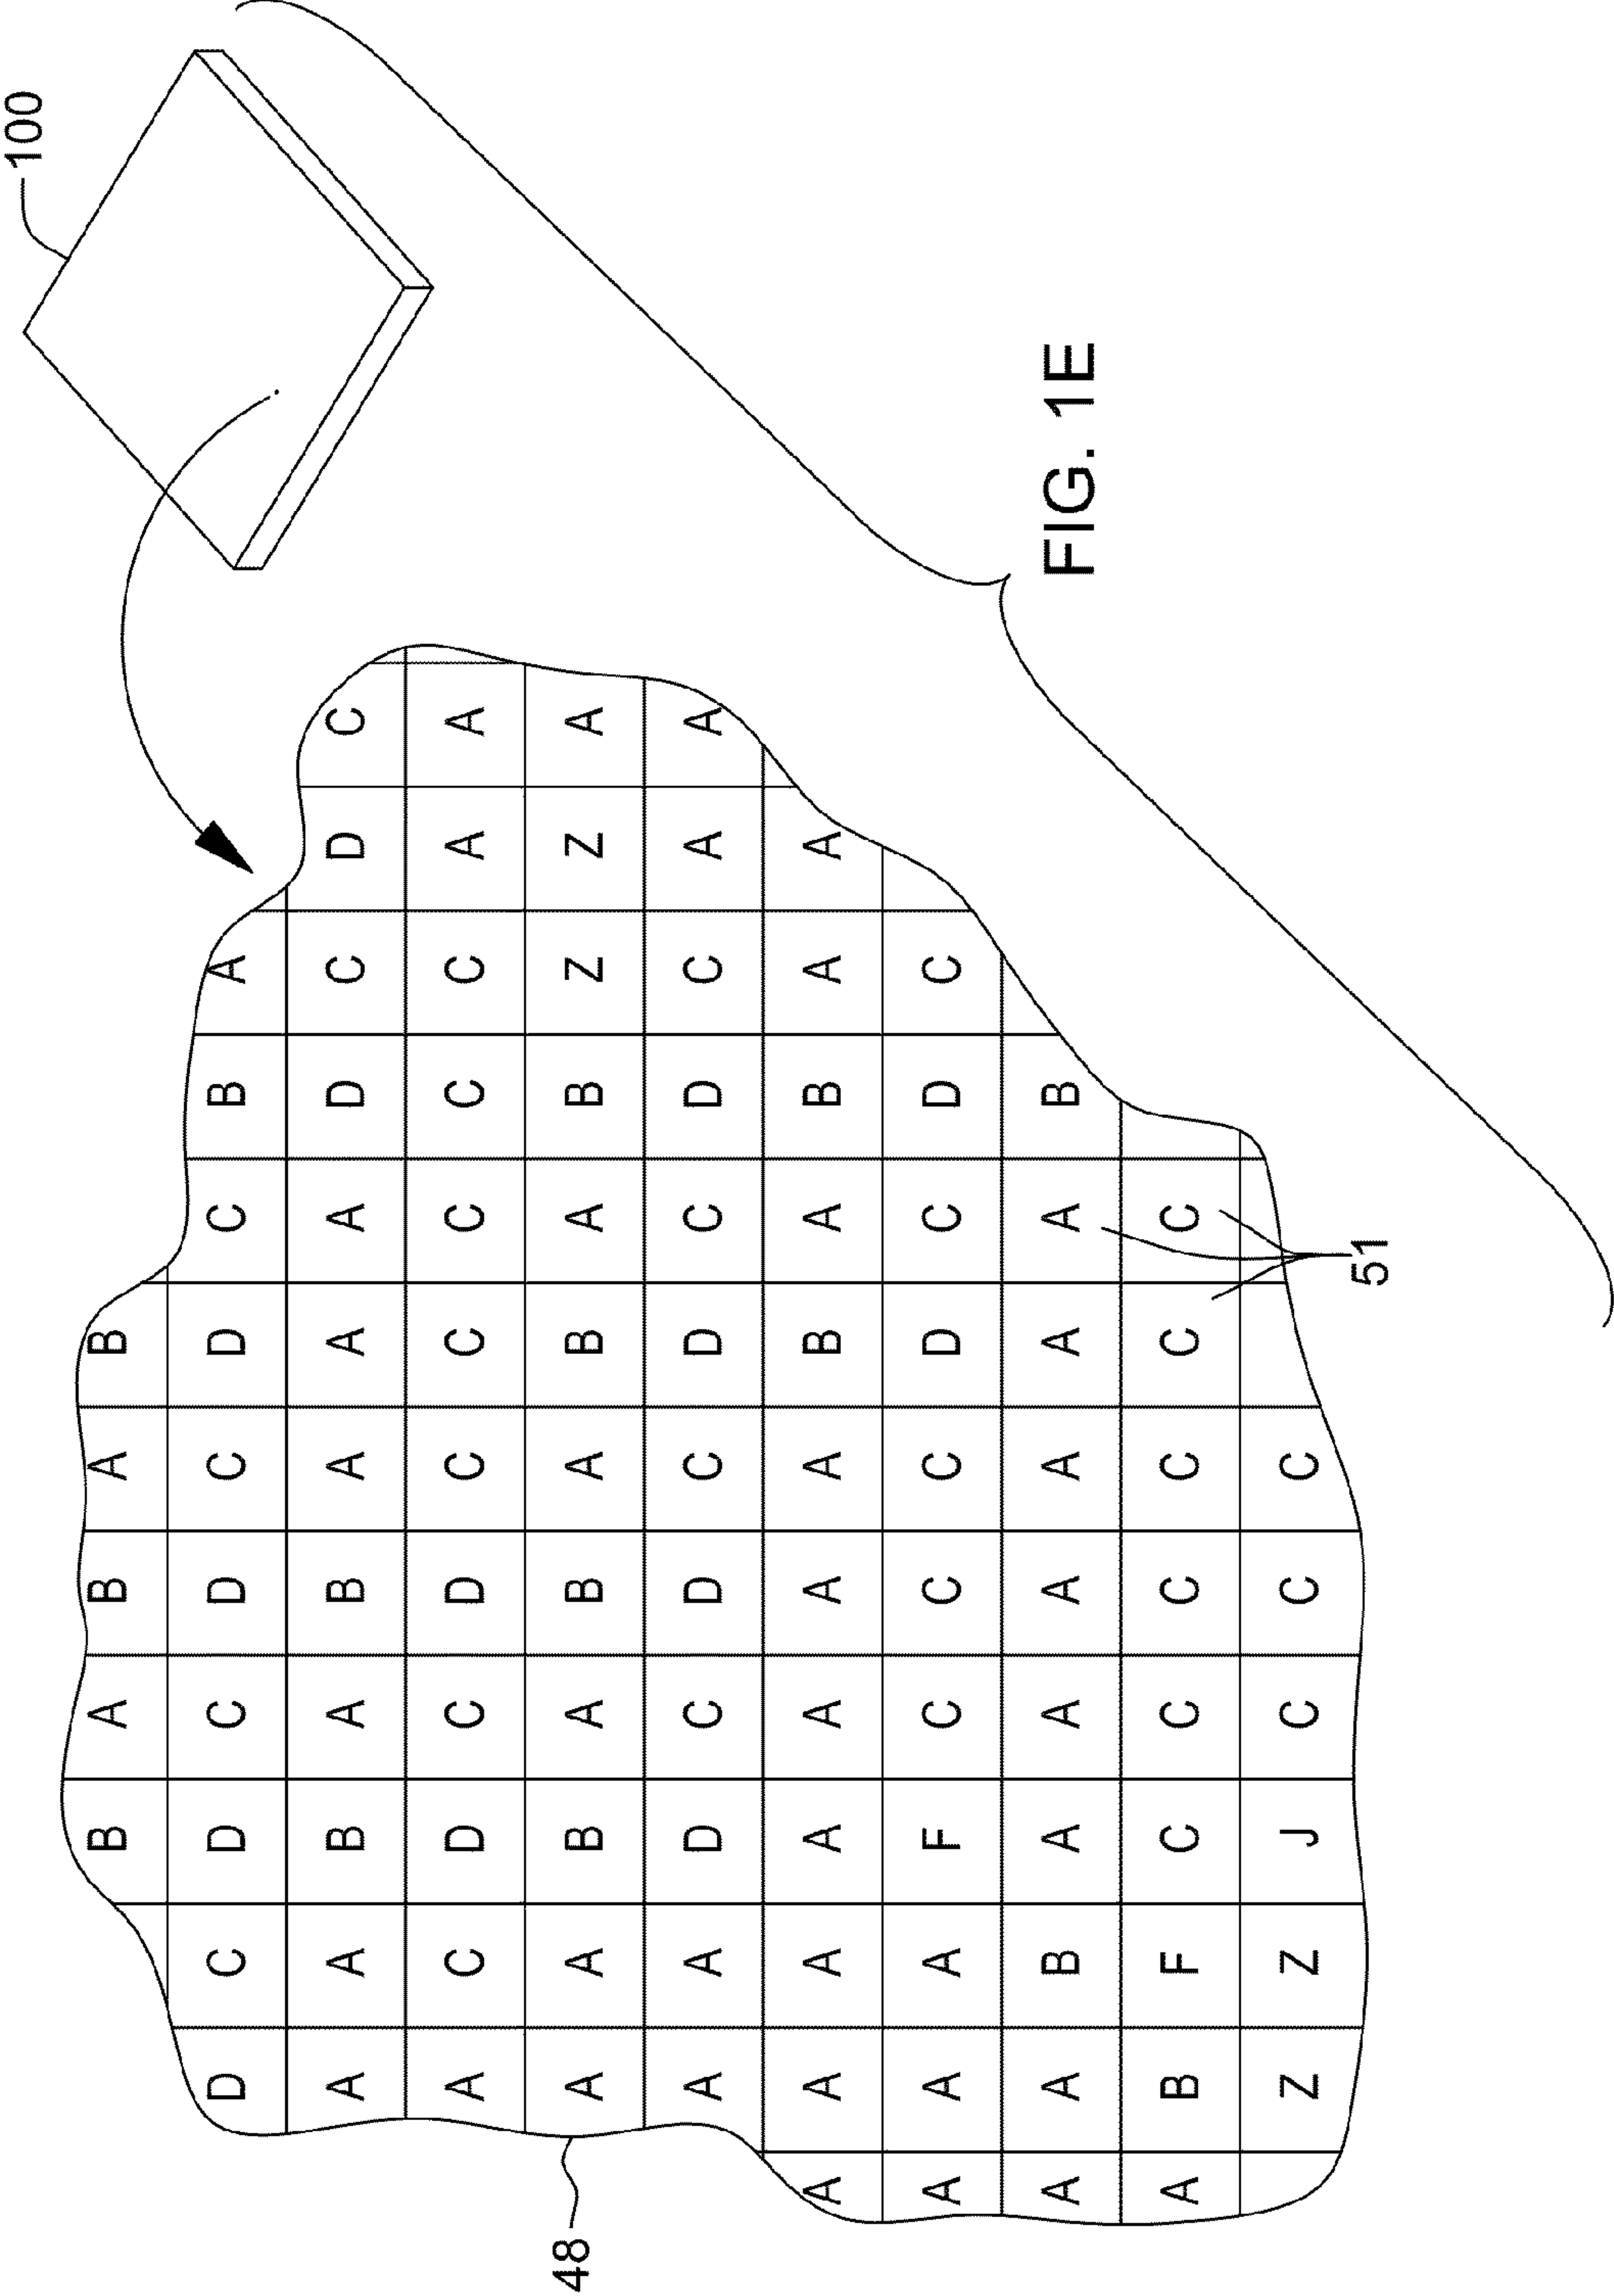 100
B A B A B
D C D C D C D C B A
A A B A B A A A D C D C
A C D C D C C C C C A A
A A B A B A B A B Z Z A
48
A A D C D C D C D C A A
A A A A A A A B A B A A
A A A F C C C D C D C
A A B A A A A A A B
A B F C C C C C C
Z Z J C C C
51
FIG. 1E